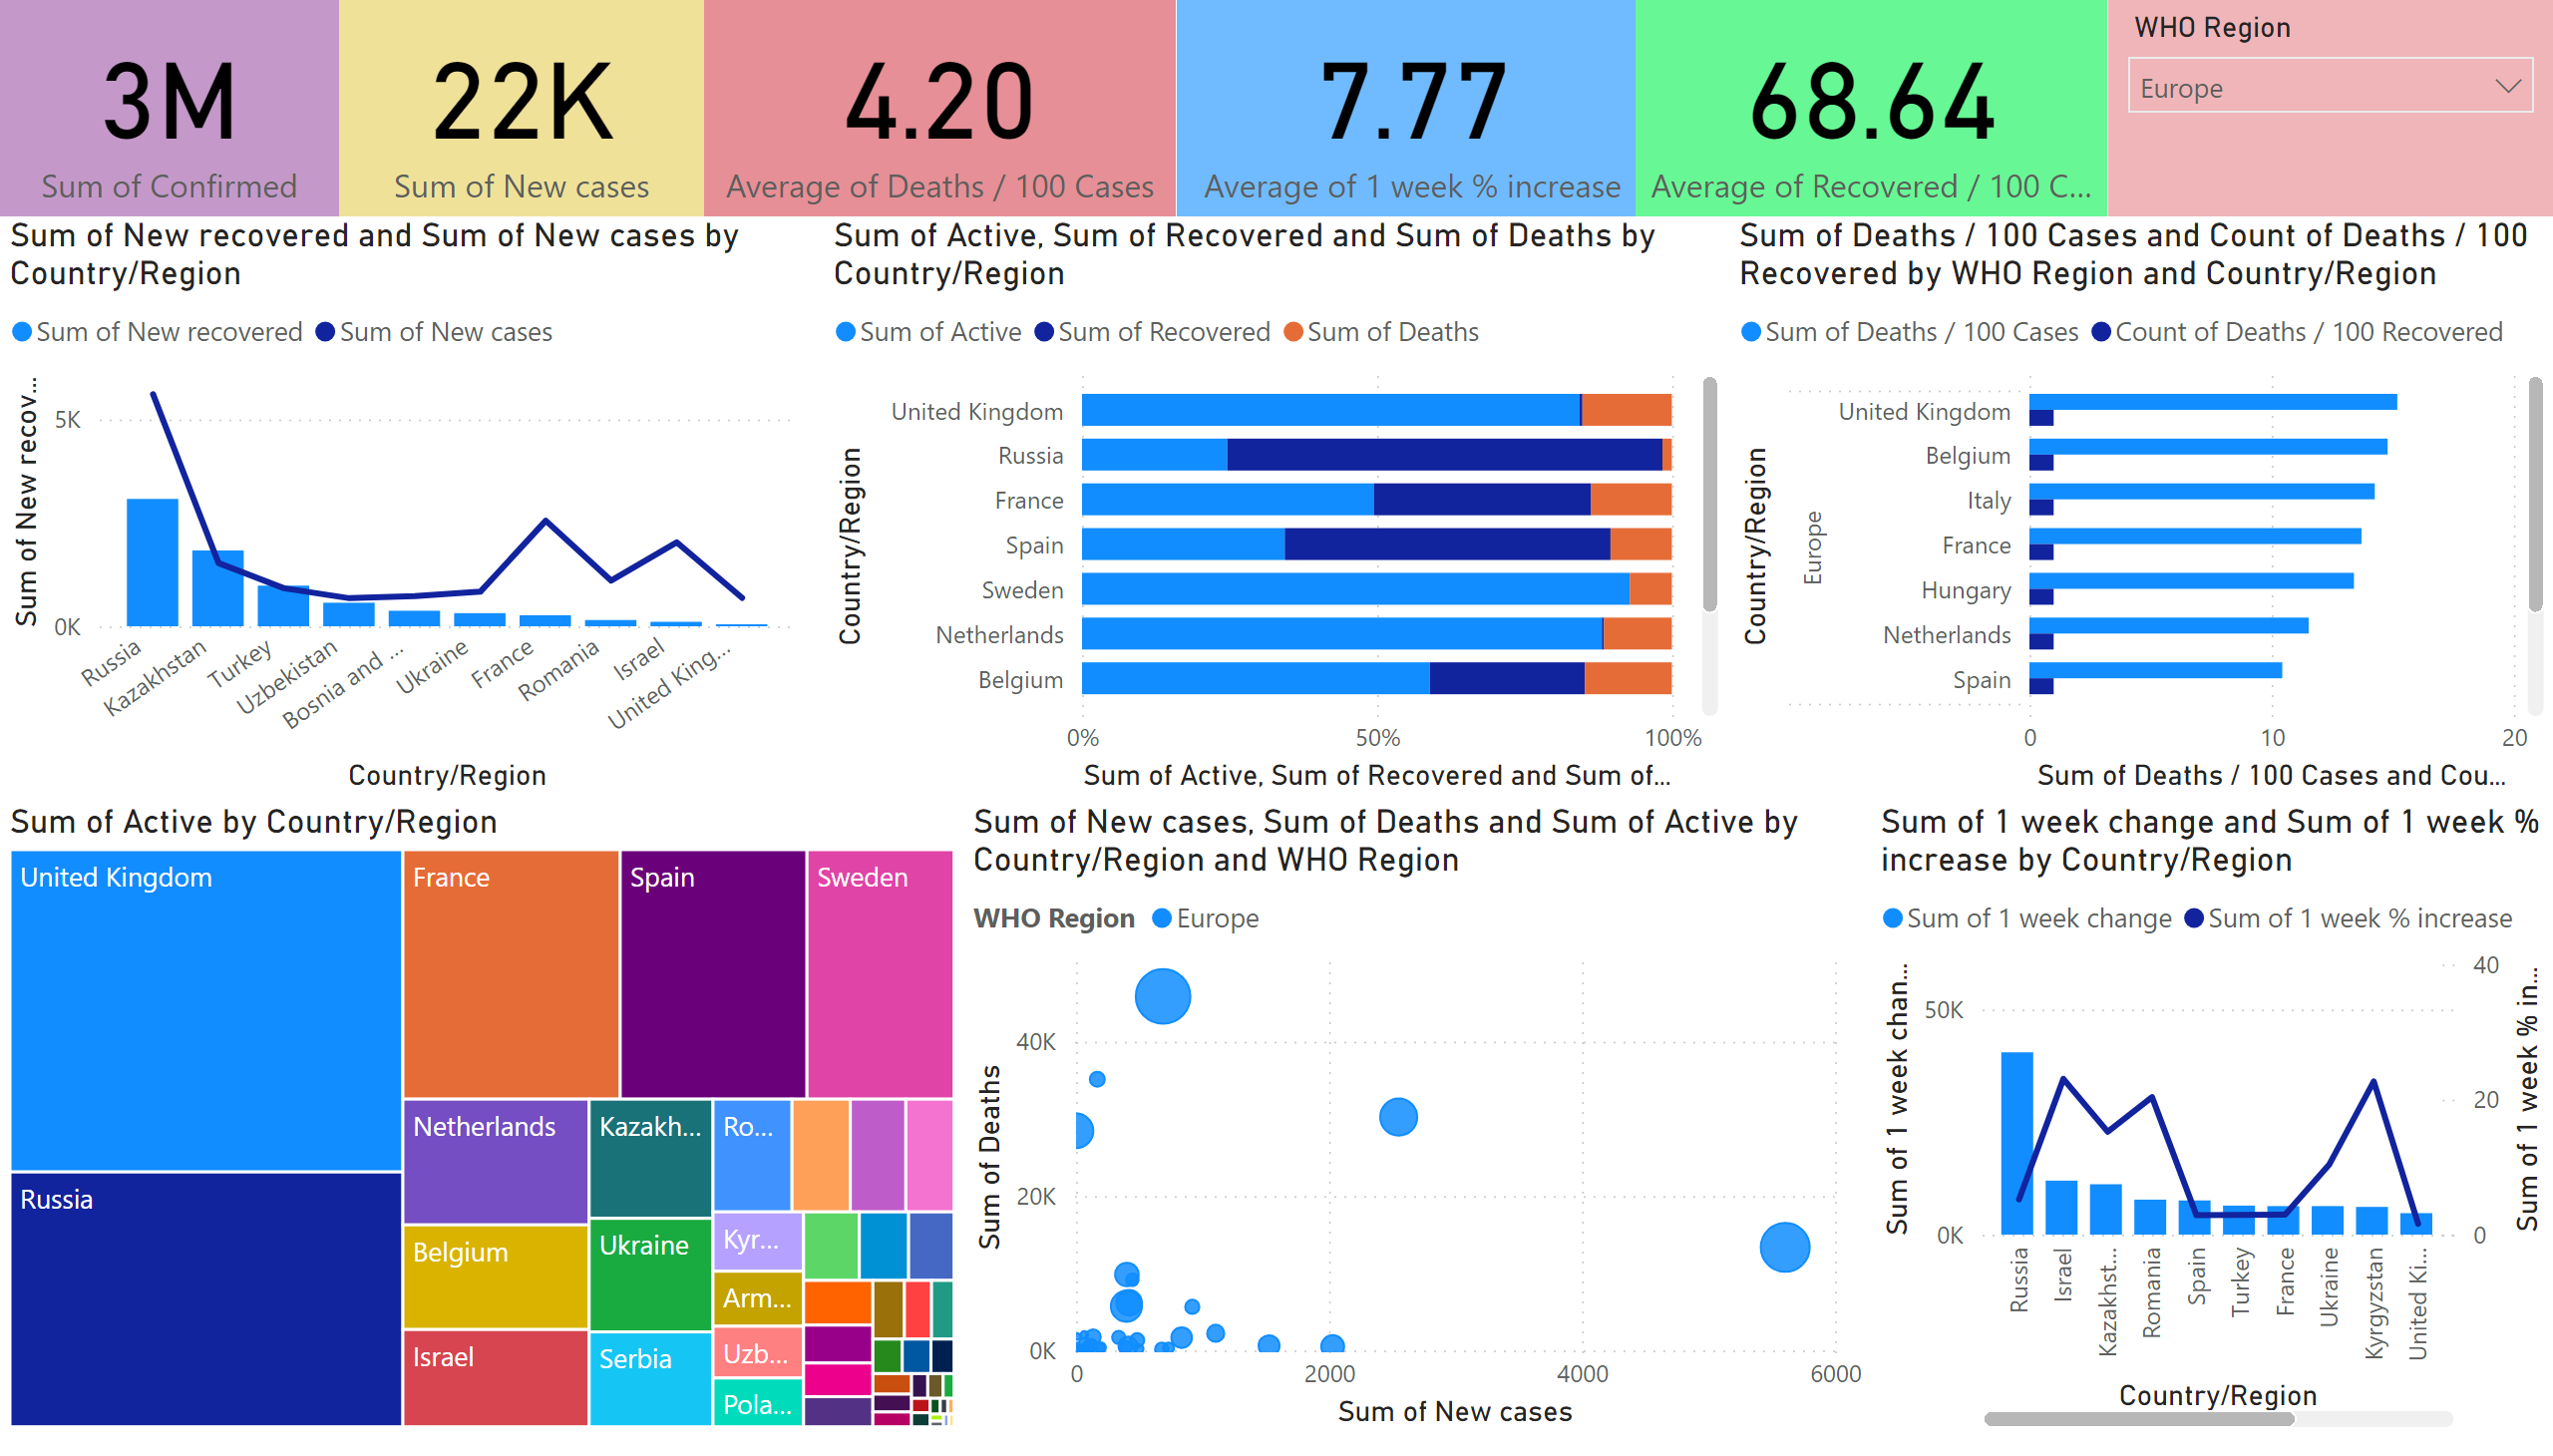 3M
Sum of Confirmed
22K
Sum of New cases
4.20
Average of Deaths / 100 Cases
7.77
Average of 1 week % increase
68.64
Average of Recovered / 100 C...
WHO Region
Europe
Sum of New recovered and Sum of New cases by
Country/Region
Sum of New recovered
Sum of New cases
Sum of New recov...
5K
0K
Russia
Kazakhstan
Turkey
Uzbekistan
Bosnia and ...
Ukraine
France
Romania
Israel
United King...
Country/Region
Sum of Active, Sum of Recovered and Sum of Deaths by
Country/Region
Sum of Active
Sum of Recovered
Sum of Deaths
Country/Region
United Kingdom
Russia
France
Spain
Sweden
Netherlands
Belgium
0%
50%
100%
Sum of Active, Sum of Recovered and Sum of...
Sum of Deaths / 100 Cases and Count of Deaths / 100
Recovered by WHO Region and Country/Region
Sum of Deaths / 100 Cases
Count of Deaths / 100 Recovered
Country/Region
Europe
United Kingdom
Belgium
Italy
France
Hungary
Netherlands
Spain
0
10
20
Sum of Deaths / 100 Cases and Cou...
Sum of Active by Country/Region
United Kingdom
Russia
France
Spain
Sweden
Netherlands
Belgium
Israel
Kazakh...
Ukraine
Serbia
Ro...
Kyr...
Arm...
Uzb...
Pola...
Sum of New cases, Sum of Deaths and Sum of Active by
Country/Region and WHO Region
WHO Region
Europe
Sum of Deaths
40K
20K
0K
0
2000
4000
6000
Sum of New cases
Sum of 1 week change and Sum of 1 week %
increase by Country/Region
Sum of 1 week change
Sum of 1 week % increase
Sum of 1 week chan...
50K
0K
40
20
0
Sum of 1 week % in...
Russia
Israel
Kazakhst...
Romania
Spain
Turkey
France
Ukraine
Kyrgyzstan
United Ki...
Country/Region